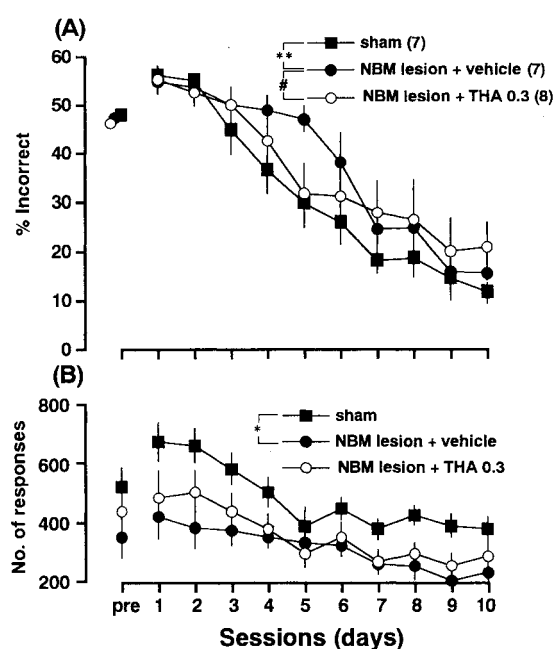 (A)
60
50
40
30
20
10
0
% Incorrect
sham (7)
**
NBM lesion + vehicle (7)
#
NBM lesion + THA 0.3 (8)
(B)
800
600
400
200
No. of responses
sham
*
NBM lesion + vehicle
NBM lesion + THA 0.3
pre 1 2 3 4 5 6 7 8 9 10
Sessions (days)